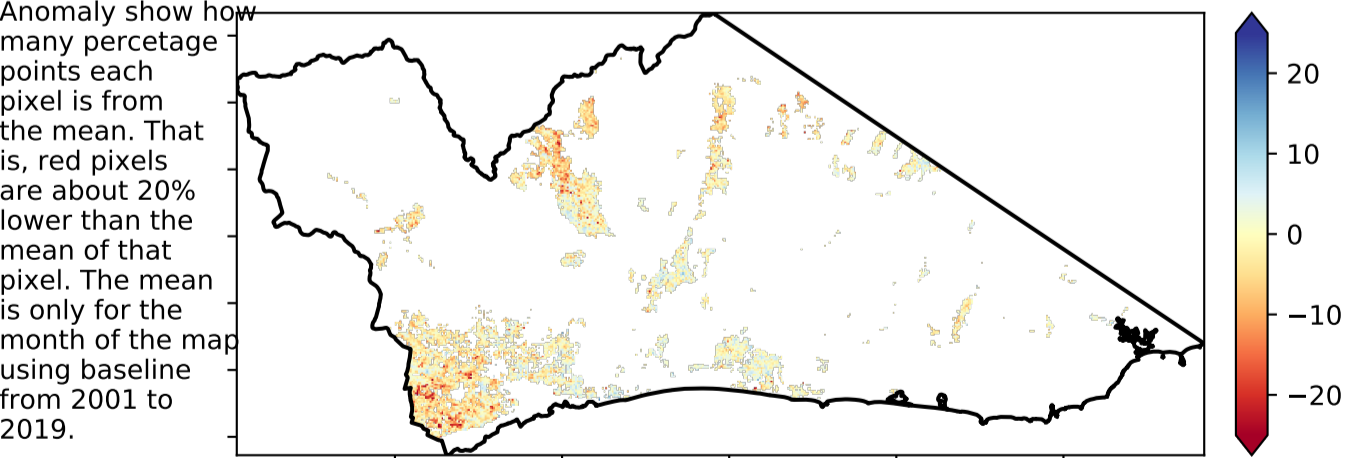 Anomaly show how
many percetage
points each
pixel is from
the mean. That
is, red pixels
are about 20%
lower than the
mean of that
pixel. The mean
is only for the
month of the map
using baseline
from 2001 to
2019.
20
10
0
−10
−20